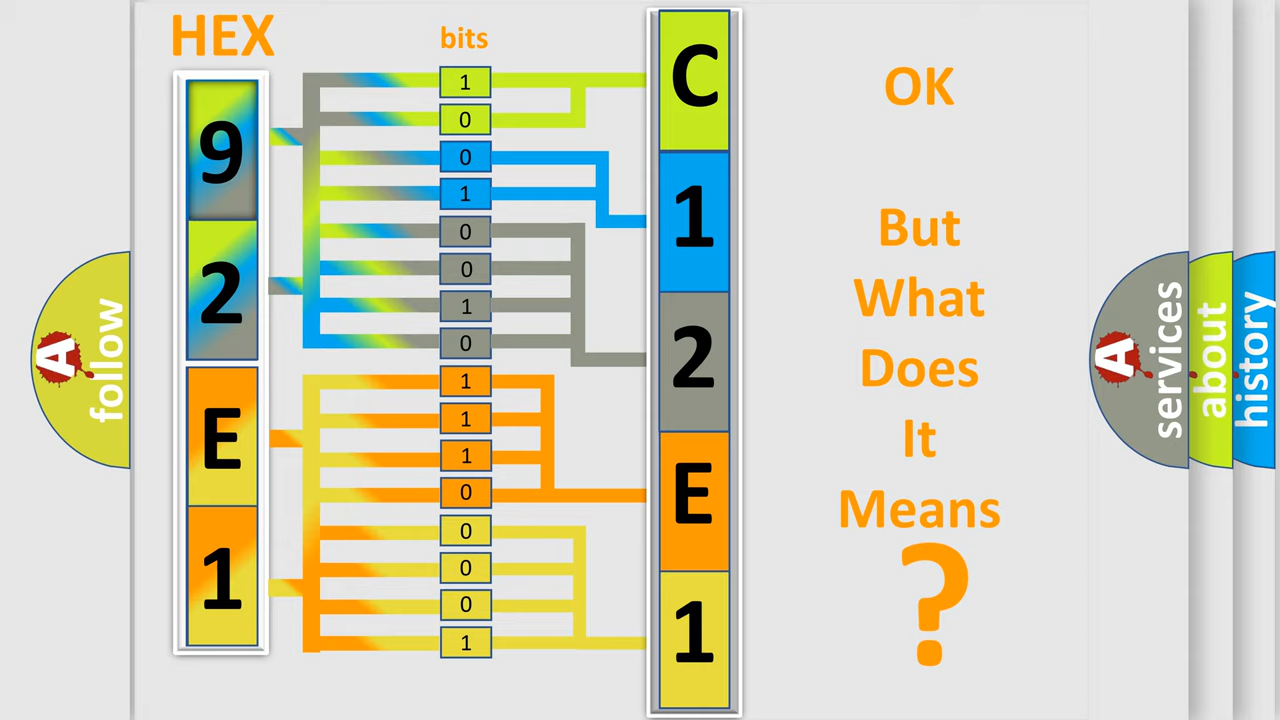 HEX
9
2
E
1
bits
1
0
0
1
0
0
1
0
1
1
1
0
0
0
0
1
C
1
2
E
1
OK
But
What
Does
It
Means
?
A
follow
A
services
about
history